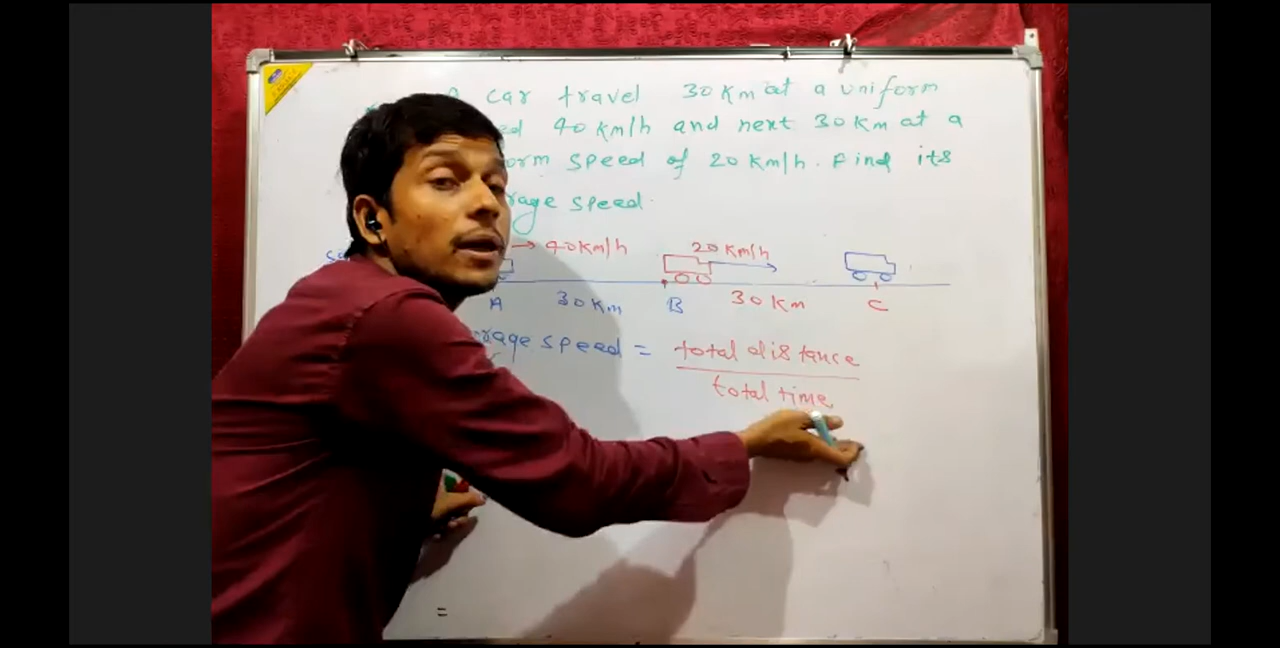 car travel 30 Km at a uniform
40 Km/h and next 30 Km at a
speed of 20 Km/h. Find its
speed.
→ 40 Km/h 20 Km/h
A 30 Km B 30 Km C
speed = total distance
total time
=